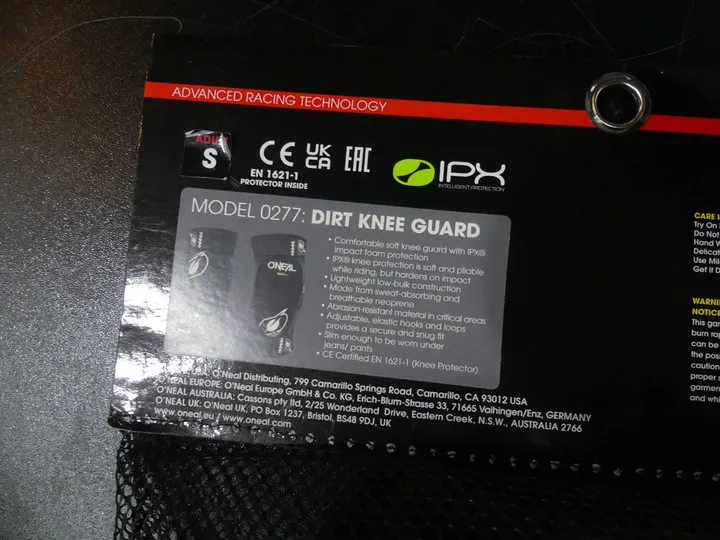 ADVANCED RACING TECHNOLOGY
ADULT
S
CE UK CA EAC
EN 1621-1
PROTECTOR INSIDE
IPX
INTELLIGENT PROTECTION
MODEL 0277: DIRT KNEE GUARD
O'NEAL
• Comfortable soft knee guard with IPX®
impact foam protection
• IPX® knee protection is soft and pliable
while riding, but hardens on impact
• Lightweight low-bulk construction
• Made from sweat-absorbing and
breathable neoprene
• Abrasion-resistant material in critical areas
• Adjustable, elastic hooks and loops
provides a secure and snug fit
• Slim enough to be worn under
jeans/ pants
• CE Certified EN 1621-1 (Knee Protector)
USA: O'Neal Distributing, 799 Camarillo Springs Road, Camarillo, CA 93012 USA
O'NEAL EUROPE: O'Neal Europe GmbH & Co. KG, Erich-Blum-Strasse 33, 71665 Vaihingen/Enz, GERMANY
O'NEAL AUSTRALIA: Cassons pty ltd, 2/25 Wonderland Drive, Eastern Creek, N.S.W., AUSTRALIA 2766
O'NEAL UK: O'Neal UK, PO Box 1237, Bristol, BS48 9DJ, UK
www.oneal.eu / www.oneal.com
CARE
Try On
Do Not
Hand W
Delicat
Use Mil
Get it D
WARNI
NOTICE
This gar
burn rap
can be
the poss
caution
proper s
garmen
and whi